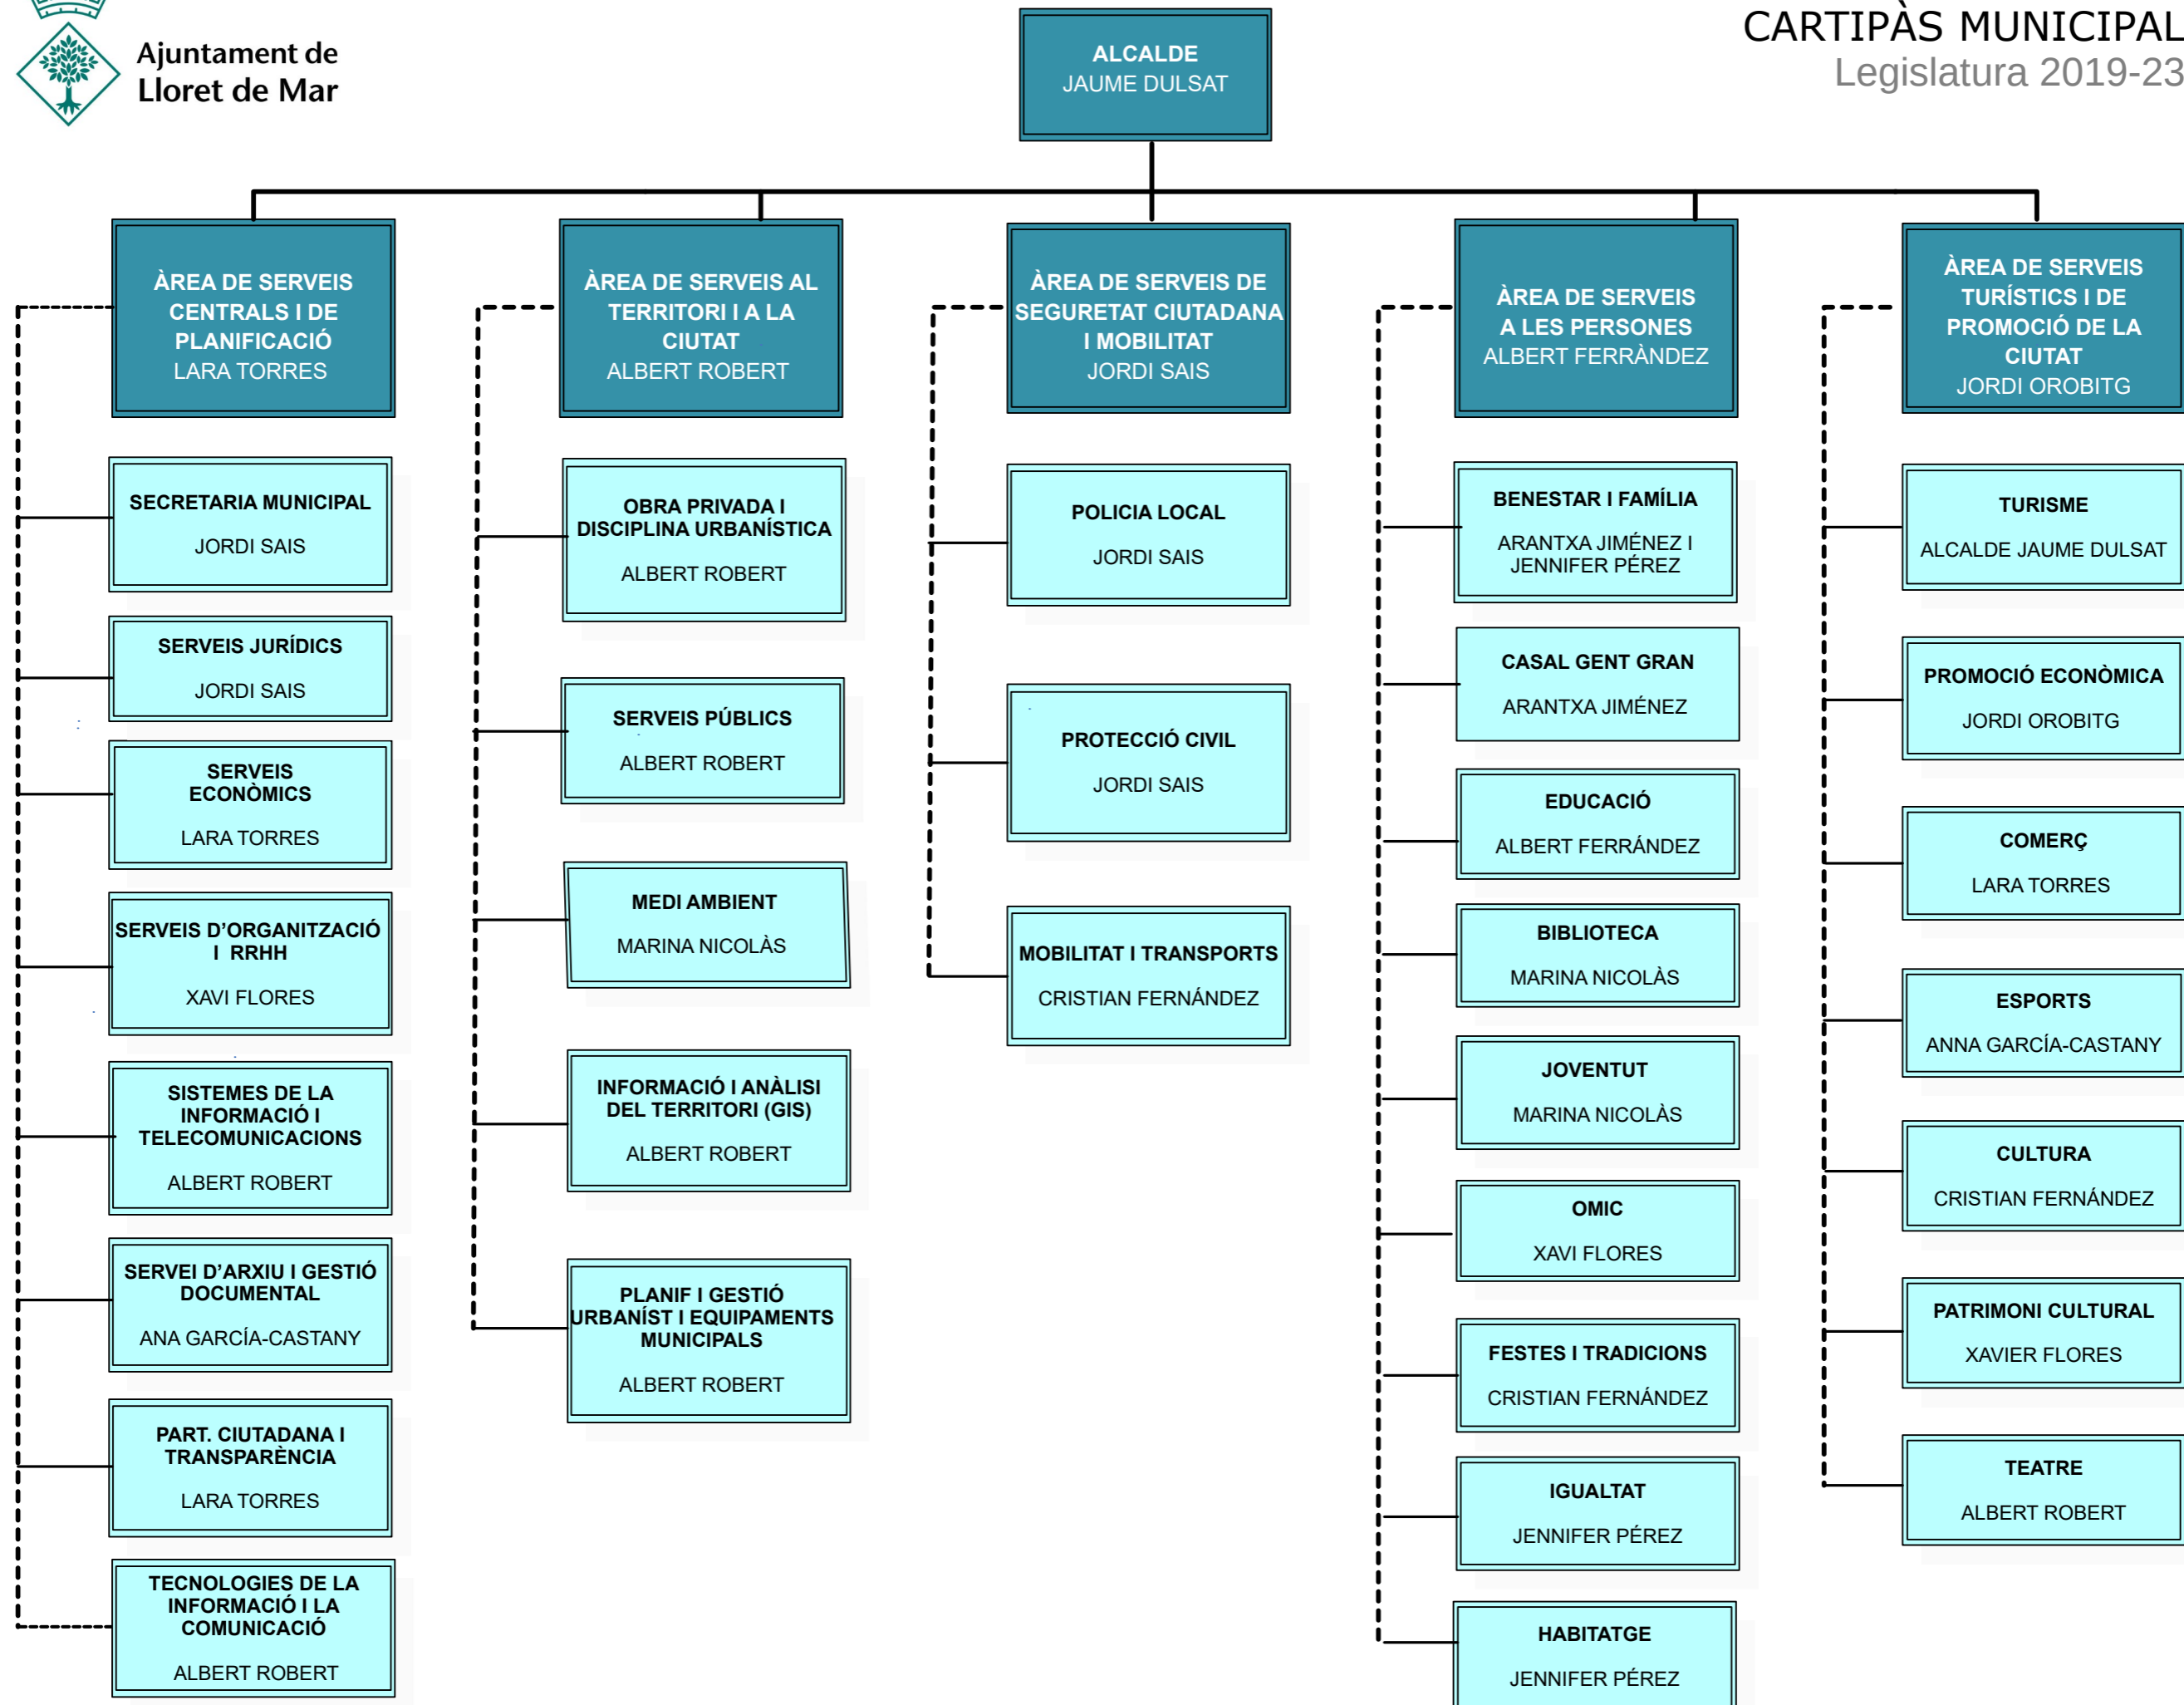 Ajuntament de
Lloret de Mar
CARTIPÀS MUNICIPAL
Legislatura 2019-23
ALCALDE
JAUME DULSAT
ÀREA DE SERVEIS
CENTRALS I DE
PLANIFICACIÓ
LARA TORRES
SECRETARIA MUNICIPAL
JORDI SAIS
SERVEIS JURÍDICS
JORDI SAIS
SERVEIS
ECONÒMICS
LARA TORRES
SERVEIS D'ORGANITZACIÓ
I RRHH
XAVI FLORES
SISTEMES DE LA
INFORMACIÓ I
TELECOMUNICACIONS
ALBERT ROBERT
SERVEI D'ARXIU I GESTIÓ
DOCUMENTAL
ANA GARCÍA-CASTANY
PART. CIUTADANA I
TRANSPARÈNCIA
LARA TORRES
TECNOLOGIES DE LA
INFORMACIÓ I LA
COMUNICACIÓ
ALBERT ROBERT
ÀREA DE SERVEIS AL
TERRITORI I A LA
CIUTAT
ALBERT ROBERT
OBRA PRIVADA I
DISCIPLINA URBANÍSTICA
ALBERT ROBERT
SERVEIS PÚBLICS
ALBERT ROBERT
MEDI AMBIENT
MARINA NICOLÀS
INFORMACIÓ I ANÀLISI
DEL TERRITORI (GIS)
ALBERT ROBERT
PLANIF I GESTIÓ
URBANÍST I EQUIPAMENTS
MUNICIPALS
ALBERT ROBERT
ÀREA DE SERVEIS DE
SEGURETAT CIUTADANA
I MOBILITAT
JORDI SAIS
POLICIA LOCAL
JORDI SAIS
PROTECCIÓ CIVIL
JORDI SAIS
MOBILITAT I TRANSPORTS
CRISTIAN FERNÁNDEZ
ÀREA DE SERVEIS
A LES PERSONES
ALBERT FERRÀNDEZ
BENESTAR I FAMÍLIA
ARANTXA JIMÉNEZ I
JENNIFER PÉREZ
CASAL GENT GRAN
ARANTXA JIMÉNEZ
EDUCACIÓ
ALBERT FERRÁNDEZ
BIBLIOTECA
MARINA NICOLÀS
JOVENTUT
MARINA NICOLÀS
OMIC
XAVI FLORES
FESTES I TRADICIONS
CRISTIAN FERNÁNDEZ
IGUALTAT
JENNIFER PÉREZ
HABITATGE
JENNIFER PÉREZ
ÀREA DE SERVEIS
TURÍSTICS I DE
PROMOCIÓ DE LA
CIUTAT
JORDI OROBITG
TURISME
ALCALDE JAUME DULSAT
PROMOCIÓ ECONÒMICA
JORDI OROBITG
COMERÇ
LARA TORRES
ESPORTS
ANNA GARCÍA-CASTANY
CULTURA
CRISTIAN FERNÁNDEZ
PATRIMONI CULTURAL
XAVIER FLORES
TEATRE
ALBERT ROBERT